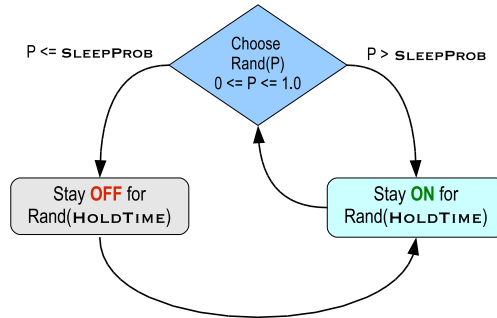 Choose
Rand(P)
0 <= P <= 1.0
P <= SLEEPPROB
P > SLEEPPROB
Stay OFF for
Rand(HOLDTIME)
Stay ON for
Rand(HOLDTIME)